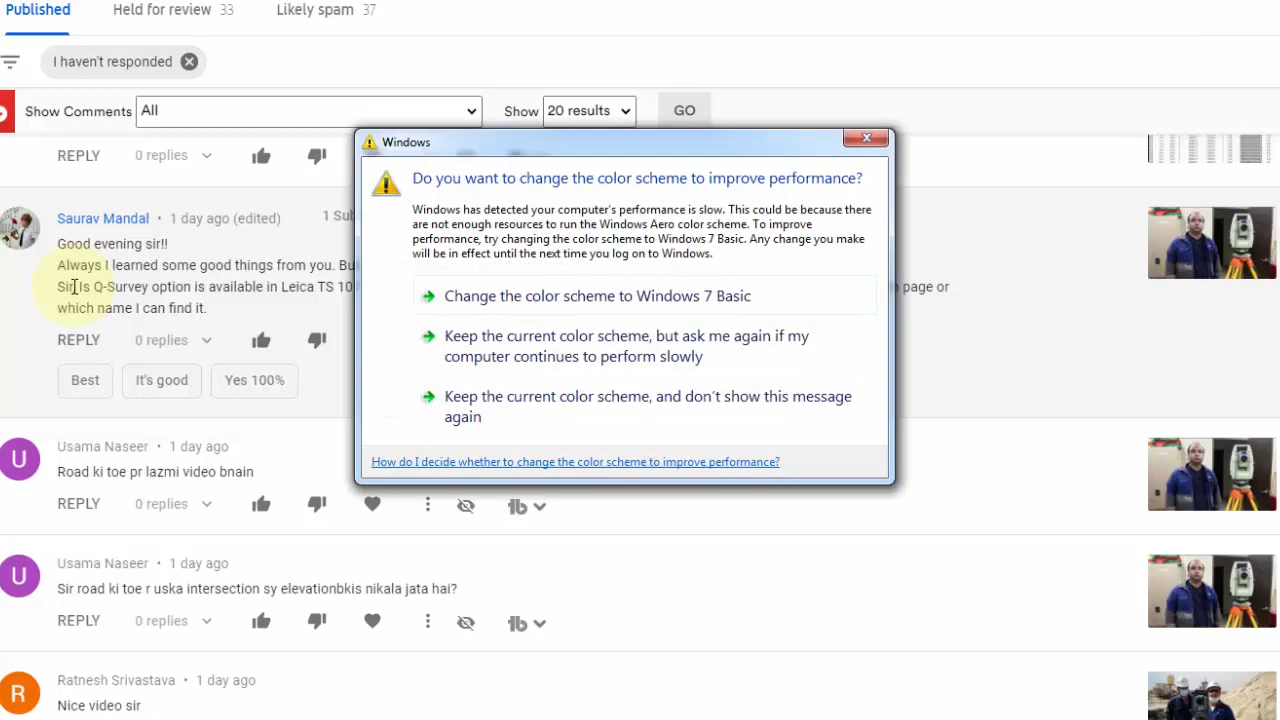 Published Held for review 33 Likely spam 37
I haven't responded
Show Comments All Show 20 results GO
REPLY 0 replies
Windows
Do you want to change the color scheme to improve performance?
Windows has detected your computer's performance is slow. This could be because there
are not enough resources to run the Windows Aero color scheme. To improve
performance, try changing the color scheme to Windows 7 Basic. Any change you make
will be in effect until the next time you log on to Windows.
Change the color scheme to Windows 7 Basic
Keep the current color scheme, but ask me again if my
computer continues to perform slowly
Keep the current color scheme, and don't show this message
again
How do I decide whether to change the color scheme to improve performance?
Saurav Mandal • 1 day ago (edited) 1
Good evening sir!!
Always I learned some good things from you.
Sir Is Q-Survey option is available in Leica TS 10 page or
which name I can find it.
REPLY 0 replies
Best It's good Yes 100%
U
Usama Naseer • 1 day ago
Road ki toe pr lazmi video bnain
REPLY 0 replies
U
Usama Naseer • 1 day ago
Sir road ki toe r uska intersection sy elevationbkis nikala jata hai?
REPLY 0 replies
R
Ratnesh Srivastava • 1 day ago
Nice video sir